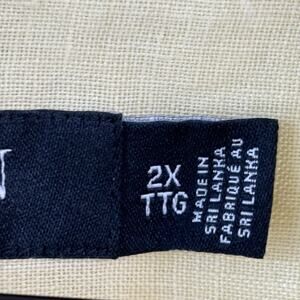 2X
TTG
MADE IN
SRI LANKA
FABRIQUÉ AU
SRI LANKA